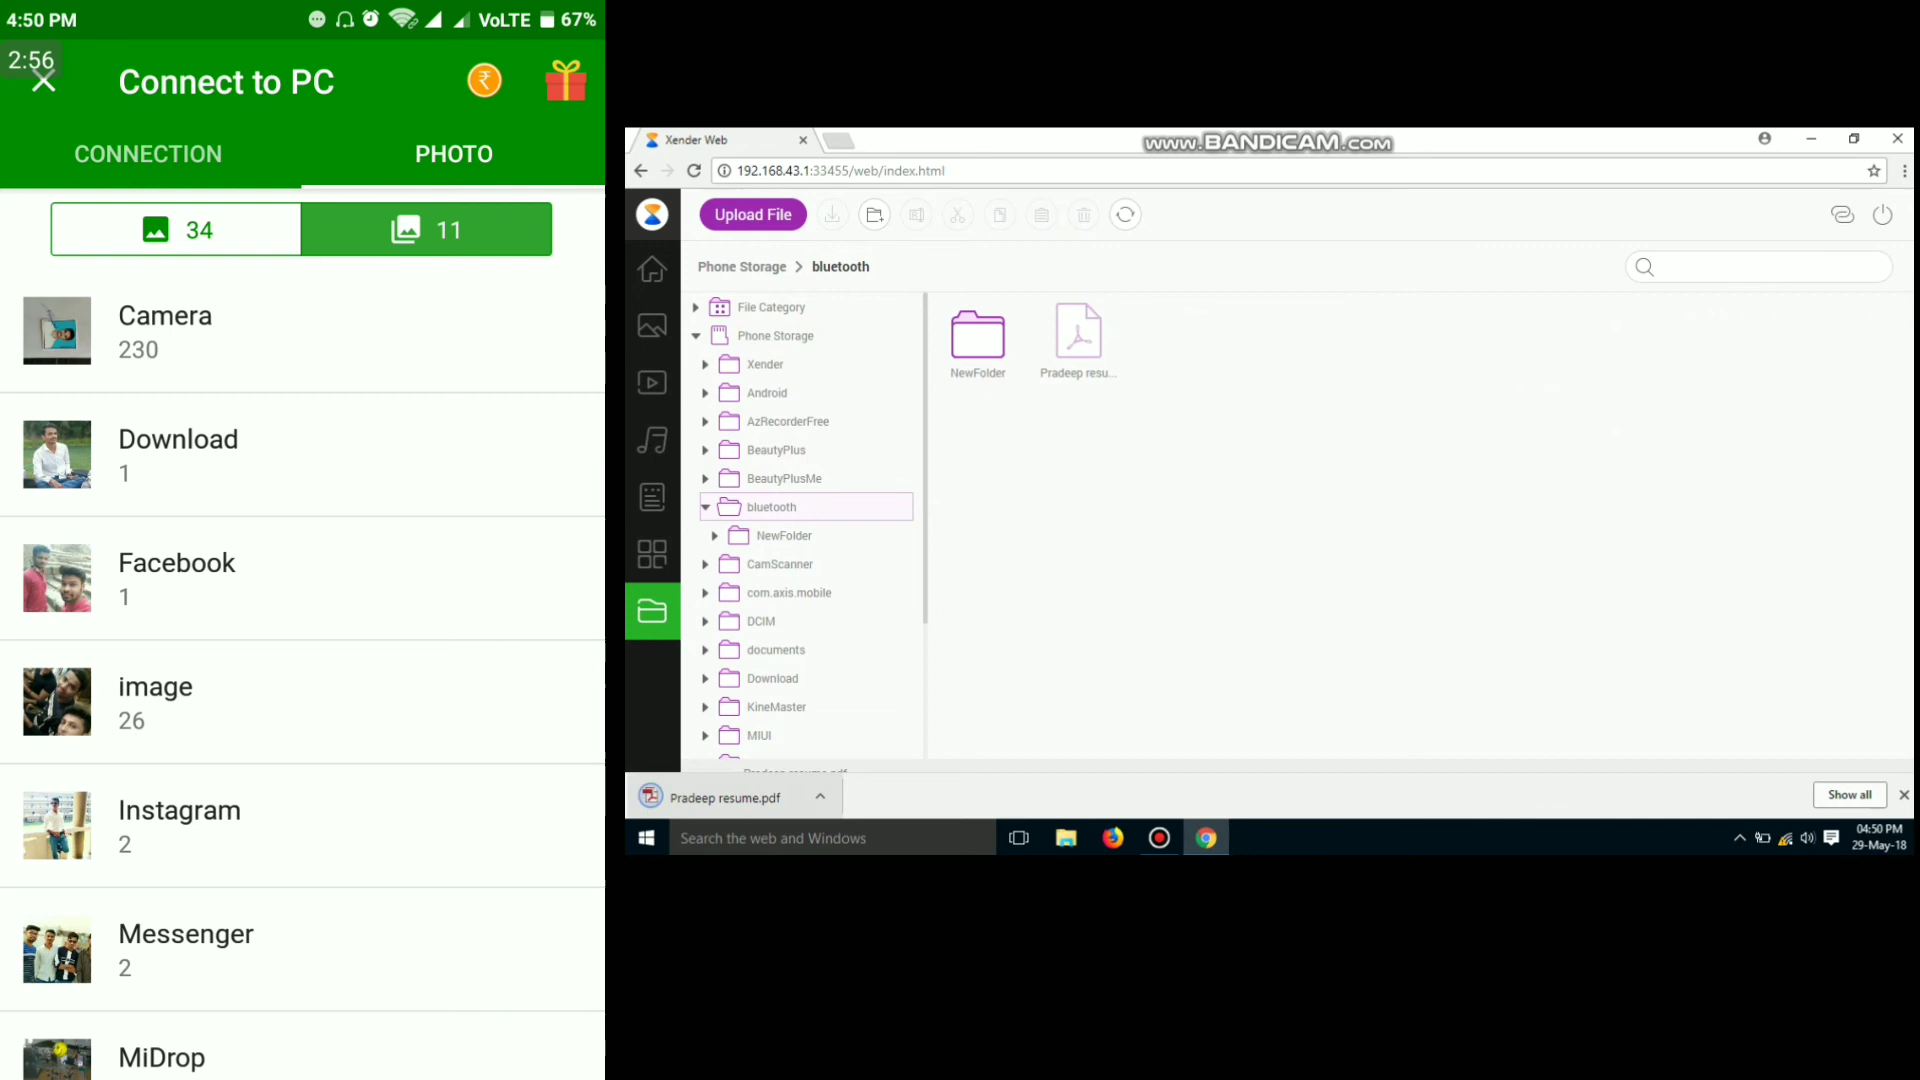 4:50 PM
VoLTE
67%
2:56
Connect to PC
CONNECTION
PHOTO
34
11
Camera
230
Download
1
Facebook
1
image
26
Instagram
2
Messenger
2
MiDrop
Xender Web
www.BANDICAM.com
192.168.43.1:33455/web/index.html
Upload File
Phone Storage > bluetooth
File Category
Phone Storage
Xender
Android
AzRecorderFree
BeautyPlus
BeautyPlusMe
bluetooth
NewFolder
CamScanner
com.axis.mobile
DCIM
documents
Download
KineMaster
MIUI
Pradeep resume.pdf
NewFolder
Pradeep resu...
Pradeep resume.pdf
Show all
Search the web and Windows
04:50 PM
29-May-18